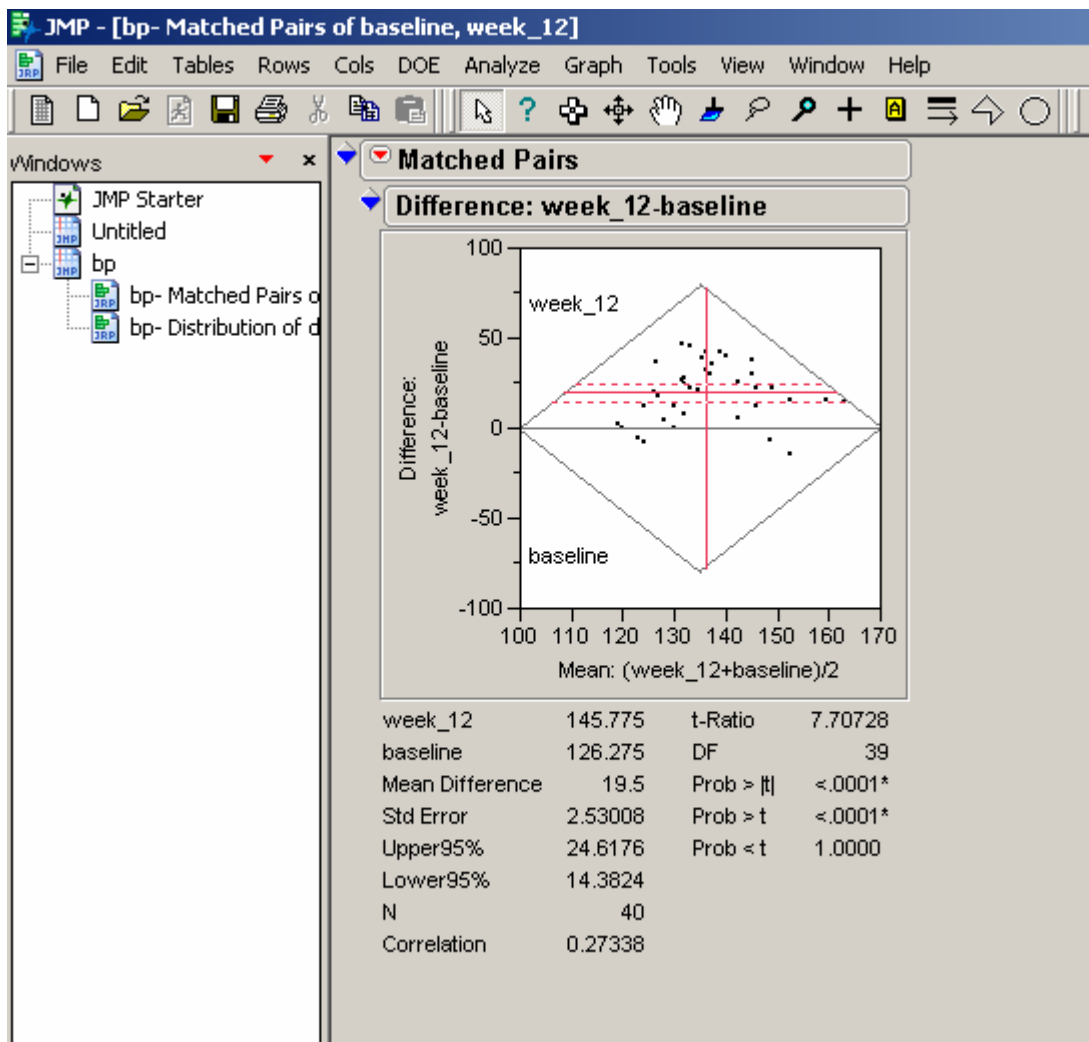 JMP - [bp- Matched Pairs of baseline, week_12]
File Edit Tables Rows Cols DOE Analyze Graph Tools View Window Help
Windows
JMP Starter
Untitled
bp
bp- Matched Pairs o
bp- Distribution of d
Matched Pairs
Difference: week_12-baseline
100
50
0
-50
-100
Difference:
week_12-baseline
week_12
baseline
100 110 120 130 140 150 160 170
Mean: (week_12+baseline)/2
week_12 145.775 t-Ratio 7.70728
baseline 126.275 DF 39
Mean Difference 19.5 Prob > |t| <.0001*
Std Error 2.53008 Prob > t <.0001*
Upper95% 24.6176 Prob < t 1.0000
Lower95% 14.3824
N 40
Correlation 0.27338